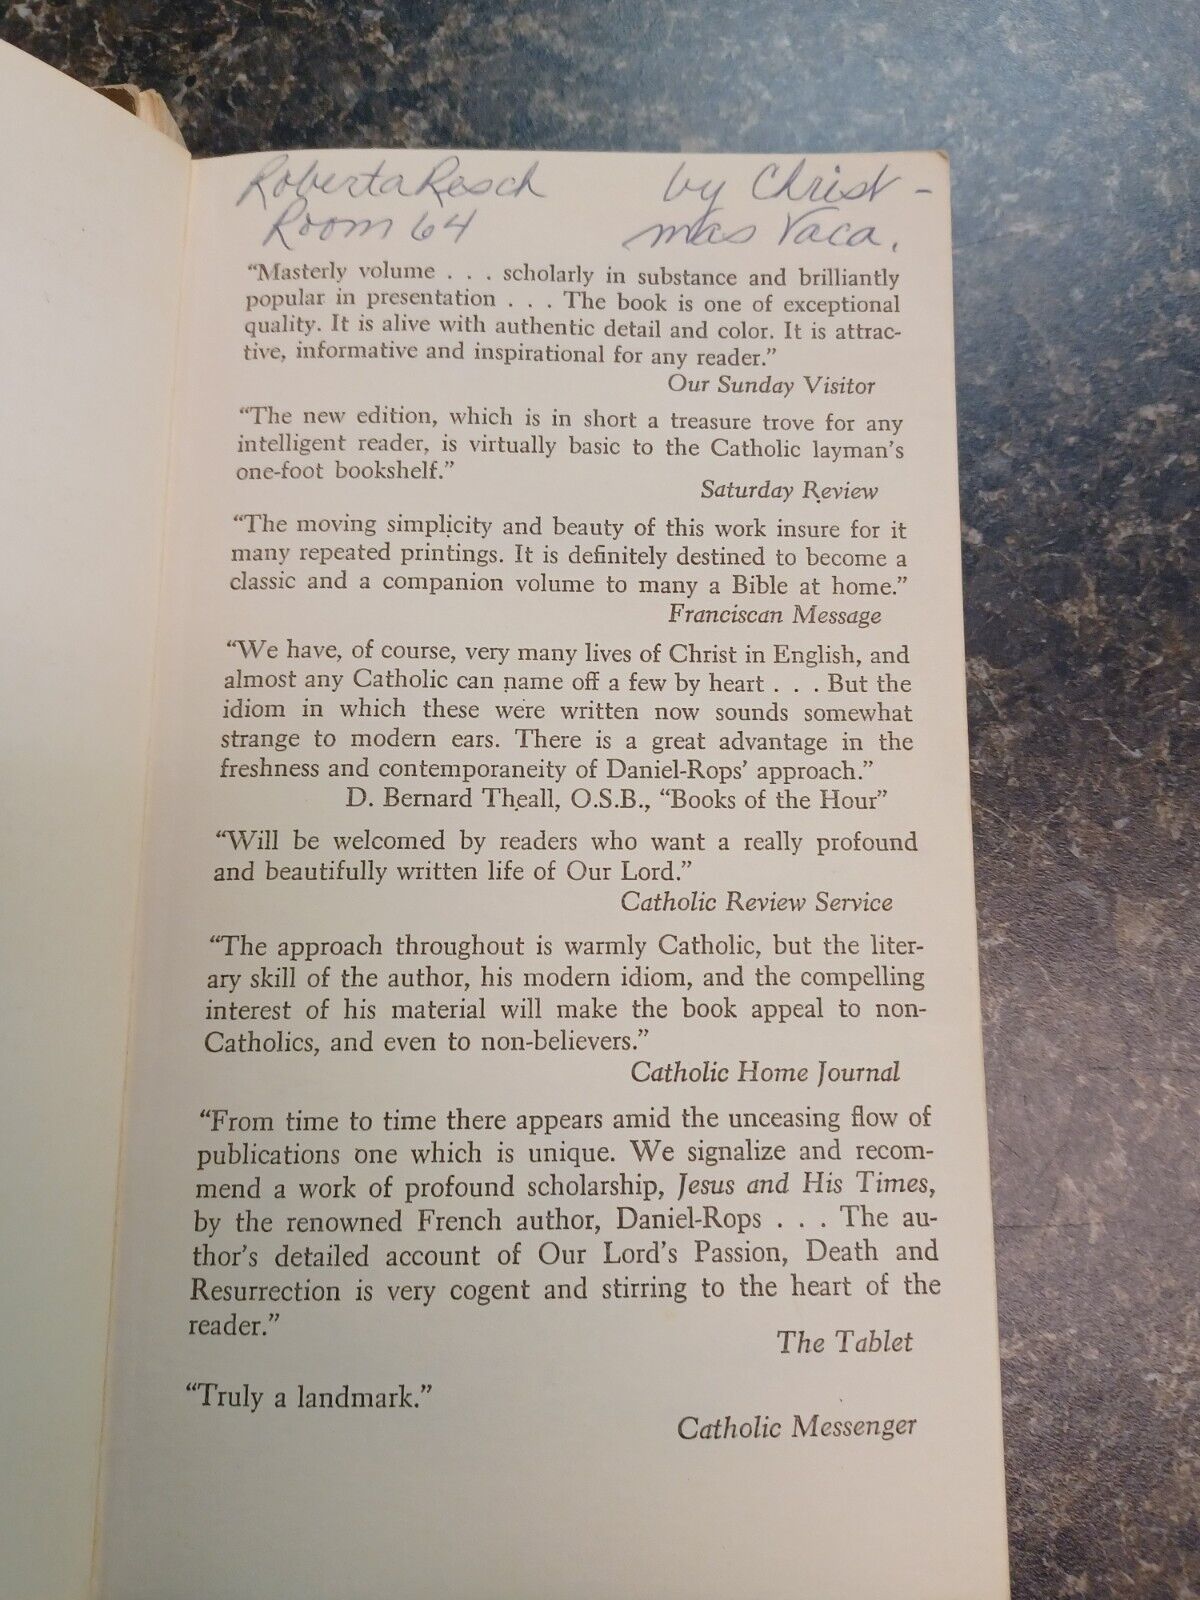 Roberta Resch by Christ -
Room 64 mas Vaca.
“Masterly volume . . . scholarly in substance and brilliantly
popular in presentation . . . The book is one of exceptional
quality. It is alive with authentic detail and color. It is attrac-
tive, informative and inspirational for any reader.”
Our Sunday Visitor
“The new edition, which is in short a treasure trove for any
intelligent reader, is virtually basic to the Catholic layman’s
one-foot bookshelf.”
Saturday Review
“The moving simplicity and beauty of this work insure for it
many repeated printings. It is definitely destined to become a
classic and a companion volume to many a Bible at home.”
Franciscan Message
“We have, of course, very many lives of Christ in English, and
almost any Catholic can name off a few by heart . . . But the
idiom in which these were written now sounds somewhat
strange to modern ears. There is a great advantage in the
freshness and contemporaneity of Daniel-Rops’ approach.”
D. Bernard Theall, O.S.B., “Books of the Hour”
“Will be welcomed by readers who want a really profound
and beautifully written life of Our Lord.”
Catholic Review Service
“The approach throughout is warmly Catholic, but the liter-
ary skill of the author, his modern idiom, and the compelling
interest of his material will make the book appeal to non-
Catholics, and even to non-believers.”
Catholic Home Journal
“From time to time there appears amid the unceasing flow of
publications one which is unique. We signalize and recom-
mend a work of profound scholarship, Jesus and His Times,
by the renowned French author, Daniel-Rops . . . The au-
thor’s detailed account of Our Lord’s Passion, Death and
Resurrection is very cogent and stirring to the heart of the
reader.”
The Tablet
“Truly a landmark.”
Catholic Messenger